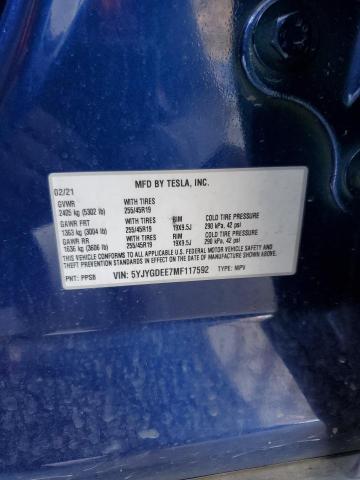 MFD BY TESLA, INC.
02/21
GVWR WITH TIRES
2405 kg (5302 lb) 255/45R19
GAWR FRT WITH TIRES RIM COLD TIRE PRESSURE
1363 kg (3004 lb) 255/45R19 19X9.5J 290 kPa, 42 psi
GAWR RR WITH TIRES RIM COLD TIRE PRESSURE
1636 kg (3606 lb) 255/45R19 19X9.5J 290 kPa, 42 psi
THIS VEHICLE CONFORMS TO ALL APPLICABLE U.S. FEDERAL MOTOR VEHICLE SAFETY AND
THEFT PREVENTION STANDARDS IN EFFECT ON THE DATE OF MANUFACTURE SHOWN ABOVE.
PNT: PPSB VIN: 5YJYGDEE7MF117592 TYPE: MPV